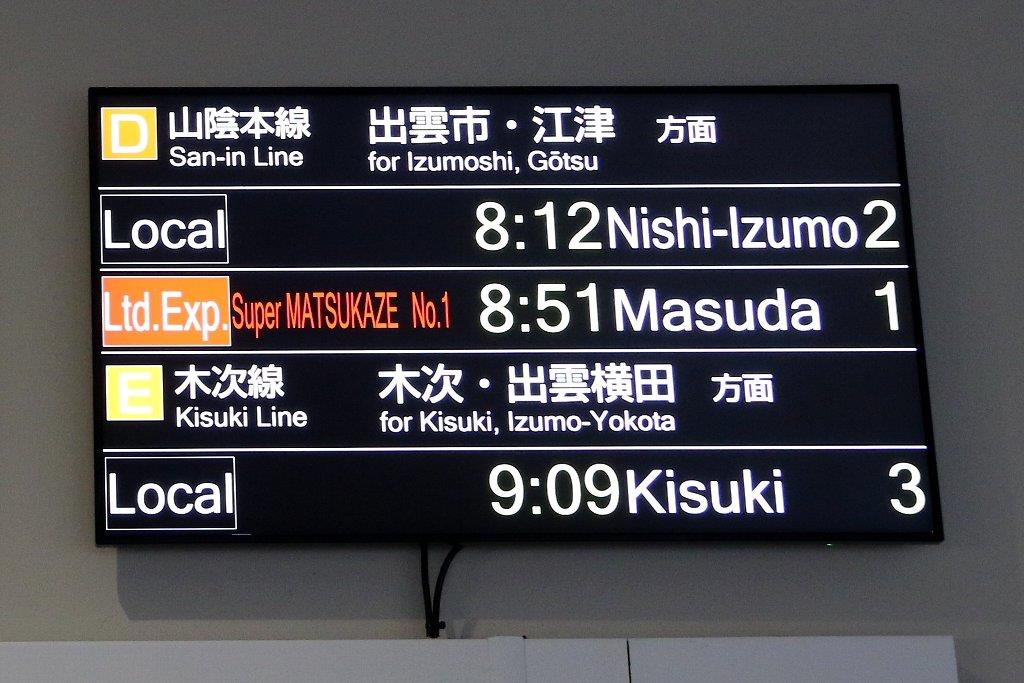 D 山陰本線 出雲市・江津 方面
San-in Line for Izumoshi, Gōtsu
Local 8:12 Nishi-Izumo 2
Ltd.Exp. Super MATSUKAZE No.1 8:51 Masuda 1
E 木次線 木次・出雲横田 方面
Kisuki Line for Kisuki, Izumo-Yokota
Local 9:09 Kisuki 3